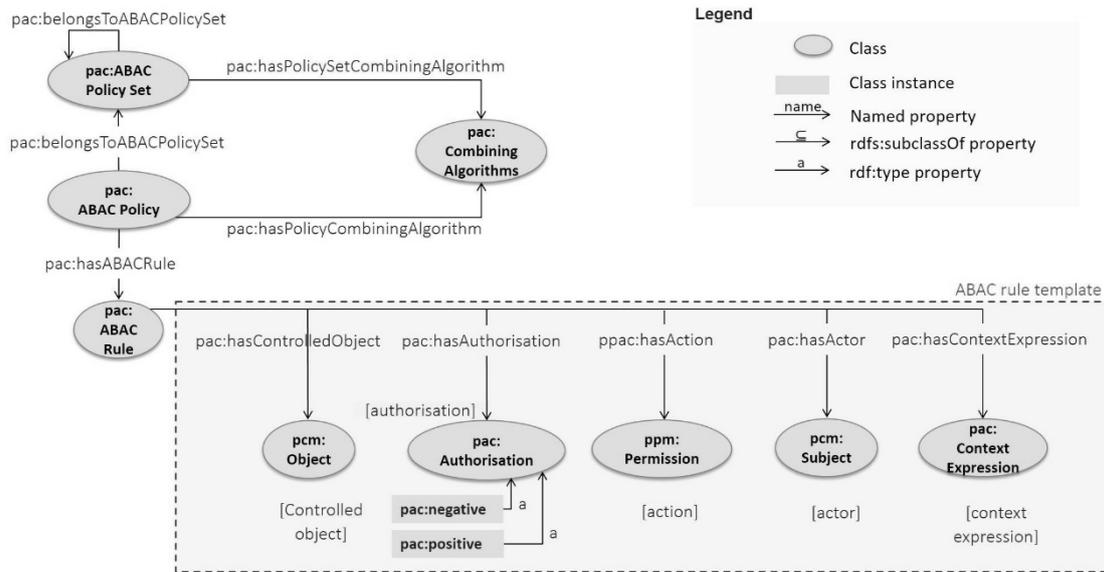 pac:belongsToABACPolicySet
pac:ABAC
Policy Set
pac:hasPolicySetCombiningAlgorithm
pac:belongsToABACPolicySet
pac:
Combining
Algorithms
pac:
ABAC Policy
pac:hasPolicyCombiningAlgorithm
pac:hasABACRule
pac:
ABAC
Rule
Legend
Class
Class instance
name
Named property
⊆
rdfs:subclassOf property
a
rdf:type property
ABAC rule template
pac:hasControlledObject
pac:hasAuthorisation
ppac:hasAction
pac:hasActor
pac:hasContextExpression
[authorisation]
pcm:
Object
pac:
Authorisation
ppm:
Permission
pcm:
Subject
pac:
Context
Expression
[Controlled
object]
pac:negative
a
pac:positive
a
[action]
[actor]
[context
expression]